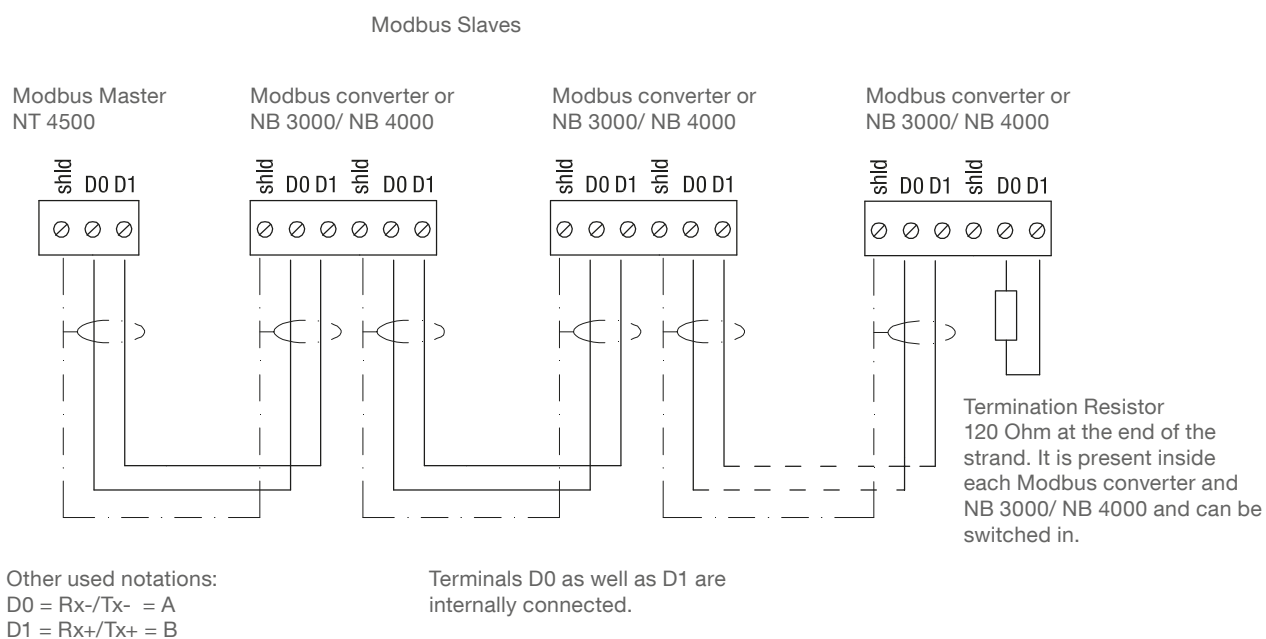 Modbus Slaves
Modbus Master
NT 4500
Modbus converter or
NB 3000/ NB 4000
Modbus converter or
NB 3000/ NB 4000
Modbus converter or
NB 3000/ NB 4000
shld D0 D1
shld D0 D1 shld D0 D1
shld D0 D1 shld D0 D1
shld D0 D1 shld D0 D1
Termination Resistor
120 Ohm at the end of the
strand. It is present inside
each Modbus converter and
NB 3000/ NB 4000 and can be
switched in.
Other used notations:
D0 = Rx-/Tx- = A
D1 = Rx+/Tx+ = B
Terminals D0 as well as D1 are
internally connected.